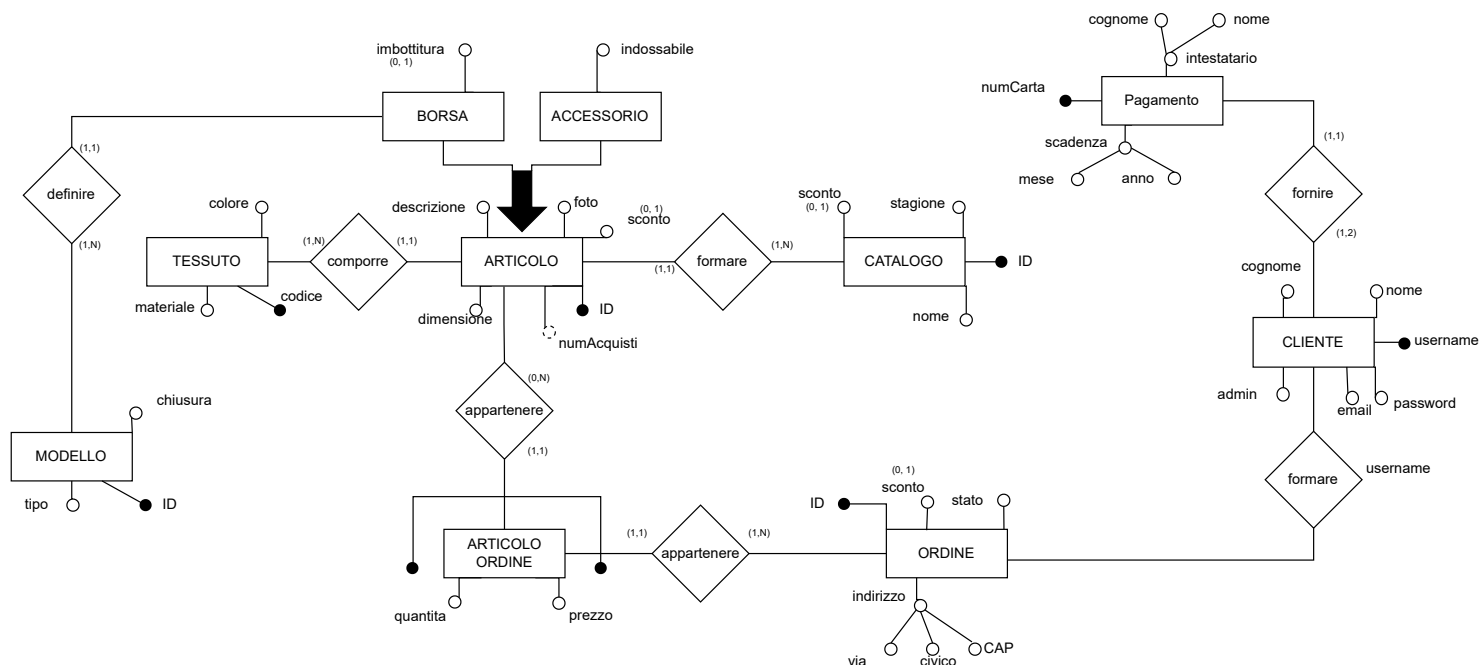 cognome
nome
intestatario
imbottitura
(0, 1)
indossabile
numCarta
Pagamento
BORSA
ACCESSORIO
scadenza
mese
anno
(1,1)
(1,1)
definire
fornire
colore
descrizione
foto
(0, 1)
sconto
sconto
(0, 1)
stagione
(1,N)
(1,N)
(1,1)
(1,N)
(1,2)
TESSUTO
comporre
ARTICOLO
formare
CATALOGO
ID
(1,1)
cognome
nome
materiale
codice
dimensione
ID
nome
numAcquisti
CLIENTE
username
(0,N)
admin
email
password
chiusura
appartenere
MODELLO
(1,1)
formare
username
tipo
ID
(0, 1)
sconto
stato
ID
ARTICOLO
ORDINE
(1,1)
appartenere
(1,N)
ORDINE
quantita
prezzo
indirizzo
via
civico
CAP